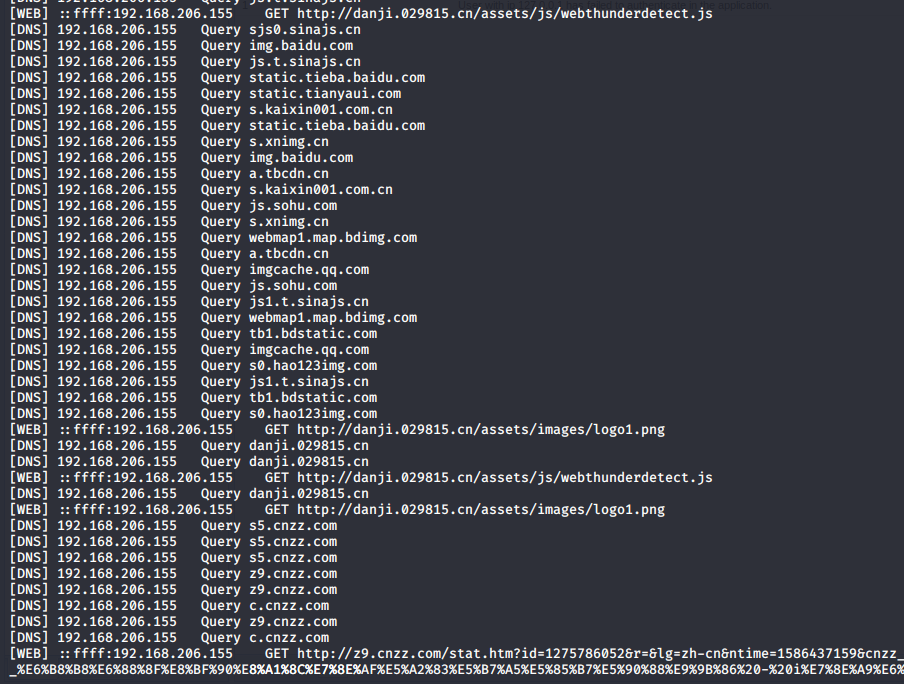 [WEB] ::ffff:192.168.206.155    GET http://danji.029815.cn/assets/js/webthunderdetect.js
[DNS] 192.168.206.155   Query sjs0.sinajs.cn
[DNS] 192.168.206.155   Query img.baidu.com
[DNS] 192.168.206.155   Query js.t.sinajs.cn
[DNS] 192.168.206.155   Query static.tieba.baidu.com
[DNS] 192.168.206.155   Query static.tianyaui.com
[DNS] 192.168.206.155   Query s.kaixin001.com.cn
[DNS] 192.168.206.155   Query static.tieba.baidu.com
[DNS] 192.168.206.155   Query s.xnimg.cn
[DNS] 192.168.206.155   Query img.baidu.com
[DNS] 192.168.206.155   Query a.tbcdn.cn
[DNS] 192.168.206.155   Query s.kaixin001.com.cn
[DNS] 192.168.206.155   Query js.sohu.com
[DNS] 192.168.206.155   Query s.xnimg.cn
[DNS] 192.168.206.155   Query webmap1.map.bdimg.com
[DNS] 192.168.206.155   Query a.tbcdn.cn
[DNS] 192.168.206.155   Query imgcache.qq.com
[DNS] 192.168.206.155   Query js.sohu.com
[DNS] 192.168.206.155   Query js1.t.sinajs.cn
[DNS] 192.168.206.155   Query webmap1.map.bdimg.com
[DNS] 192.168.206.155   Query tb1.bdstatic.com
[DNS] 192.168.206.155   Query imgcache.qq.com
[DNS] 192.168.206.155   Query s0.hao123img.com
[DNS] 192.168.206.155   Query js1.t.sinajs.cn
[DNS] 192.168.206.155   Query tb1.bdstatic.com
[DNS] 192.168.206.155   Query s0.hao123img.com
[WEB] ::ffff:192.168.206.155    GET http://danji.029815.cn/assets/images/logo1.png
[DNS] 192.168.206.155   Query danji.029815.cn
[DNS] 192.168.206.155   Query danji.029815.cn
[WEB] ::ffff:192.168.206.155    GET http://danji.029815.cn/assets/js/webthunderdetect.js
[DNS] 192.168.206.155   Query danji.029815.cn
[WEB] ::ffff:192.168.206.155    GET http://danji.029815.cn/assets/images/logo1.png
[DNS] 192.168.206.155   Query s5.cnzz.com
[DNS] 192.168.206.155   Query s5.cnzz.com
[DNS] 192.168.206.155   Query s5.cnzz.com
[DNS] 192.168.206.155   Query z9.cnzz.com
[DNS] 192.168.206.155   Query z9.cnzz.com
[DNS] 192.168.206.155   Query c.cnzz.com
[DNS] 192.168.206.155   Query z9.cnzz.com
[DNS] 192.168.206.155   Query c.cnzz.com
[WEB] ::ffff:192.168.206.155    GET http://z9.cnzz.com/stat.htm?id=1275786052&r=&lg=zh-cn&ntime=1586437159&cnzz_
_%E6%B8%B8%E6%88%8F%E8%BF%90%E8%A1%8C%E7%8E%AF%E5%A2%83%E5%B7%A5%E5%85%B7%E5%90%88%E9%9B%86%20-%20i%E7%8E%A9%E6%